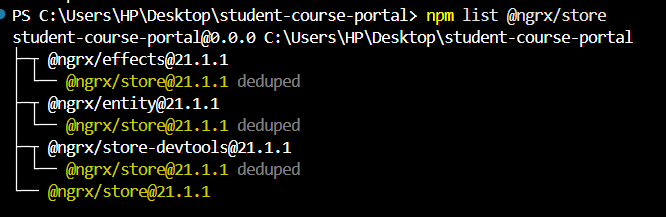 PS C:\Users\HP\Desktop\student-course-portal> npm list @ngrx/store
student-course-portal@0.0.0 C:\Users\HP\Desktop\student-course-portal
├─┬ @ngrx/effects@21.1.1
│ └── @ngrx/store@21.1.1 deduped
├─┬ @ngrx/entity@21.1.1
│ └── @ngrx/store@21.1.1 deduped
├─┬ @ngrx/store-devtools@21.1.1
│ └── @ngrx/store@21.1.1 deduped
└── @ngrx/store@21.1.1